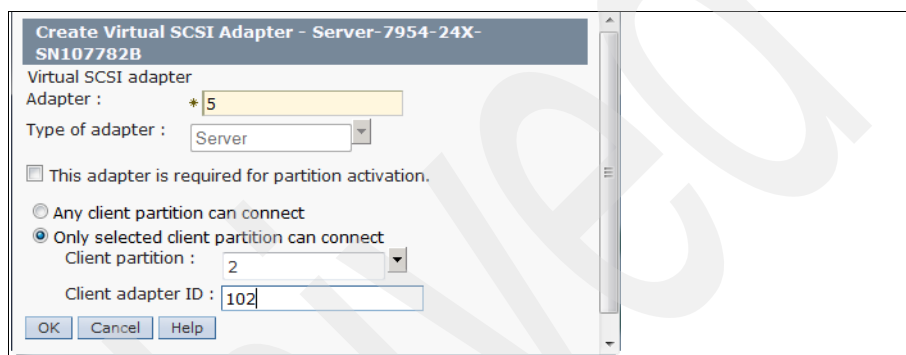 Create Virtual SCSI Adapter - Server-7954-24X-
SN107782B
Virtual SCSI adapter
Adapter : * 5
Type of adapter : Server
This adapter is required for partition activation.
Any client partition can connect
Only selected client partition can connect
Client partition : 2
Client adapter ID : 102
OK Cancel Help